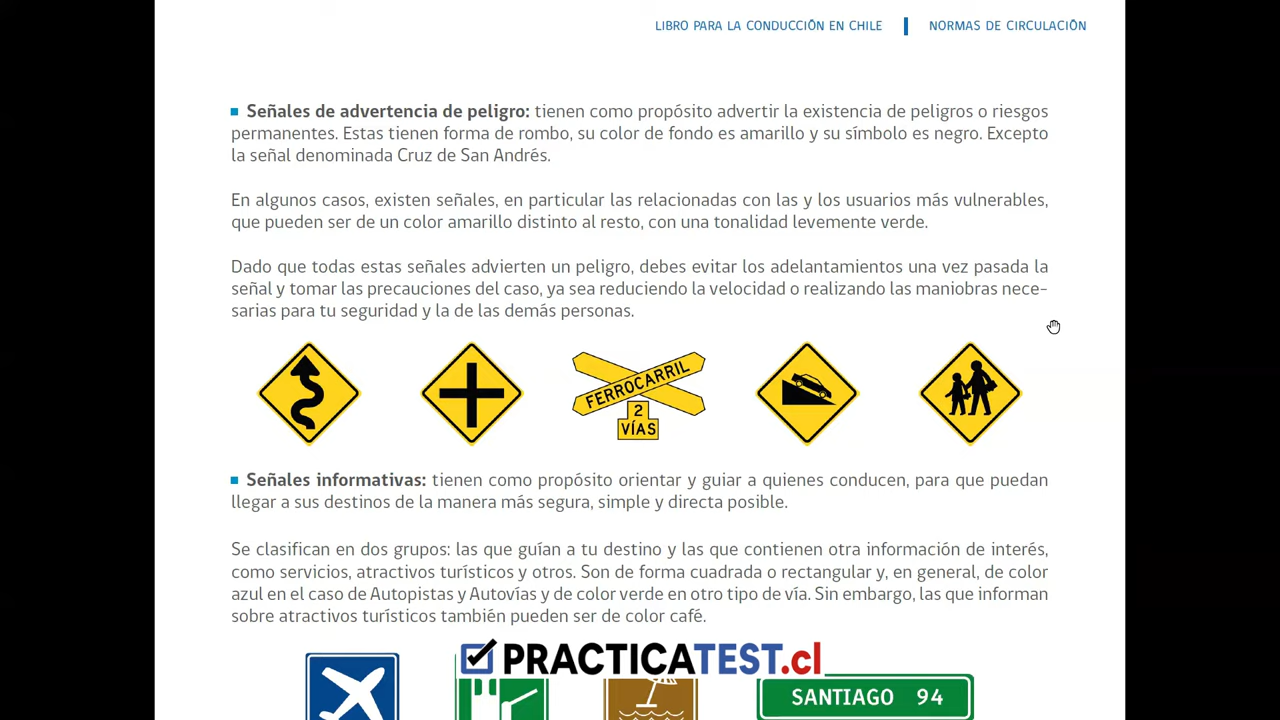 LIBRO PARA LA CONDUCCIÓN EN CHILE | NORMAS DE CIRCULACIÓN
Señales de advertencia de peligro: tienen como propósito advertir la existencia de peligros o riesgos
permanentes. Estas tienen forma de rombo, su color de fondo es amarillo y su símbolo es negro. Excepto
la señal denominada Cruz de San Andrés.
En algunos casos, existen señales, en particular las relacionadas con las y los usuarios más vulnerables,
que pueden ser de un color amarillo distinto al resto, con una tonalidad levemente verde.
Dado que todas estas señales advierten un peligro, debes evitar los adelantamientos una vez pasada la
señal y tomar las precauciones del caso, ya sea reduciendo la velocidad o realizando las maniobras nece-
sarias para tu seguridad y la de las demás personas.
FERROCARRIL
2
VÍAS
Señales informativas: tienen como propósito orientar y guiar a quienes conducen, para que puedan
llegar a sus destinos de la manera más segura, simple y directa posible.
Se clasifican en dos grupos: las que guían a tu destino y las que contienen otra información de interés,
como servicios, atractivos turísticos y otros. Son de forma cuadrada o rectangular y, en general, de color
azul en el caso de Autopistas y Autovías y de color verde en otro tipo de vía. Sin embargo, las que informan
sobre atractivos turísticos también pueden ser de color café.
PRACTICATEST.cl
SANTIAGO 94